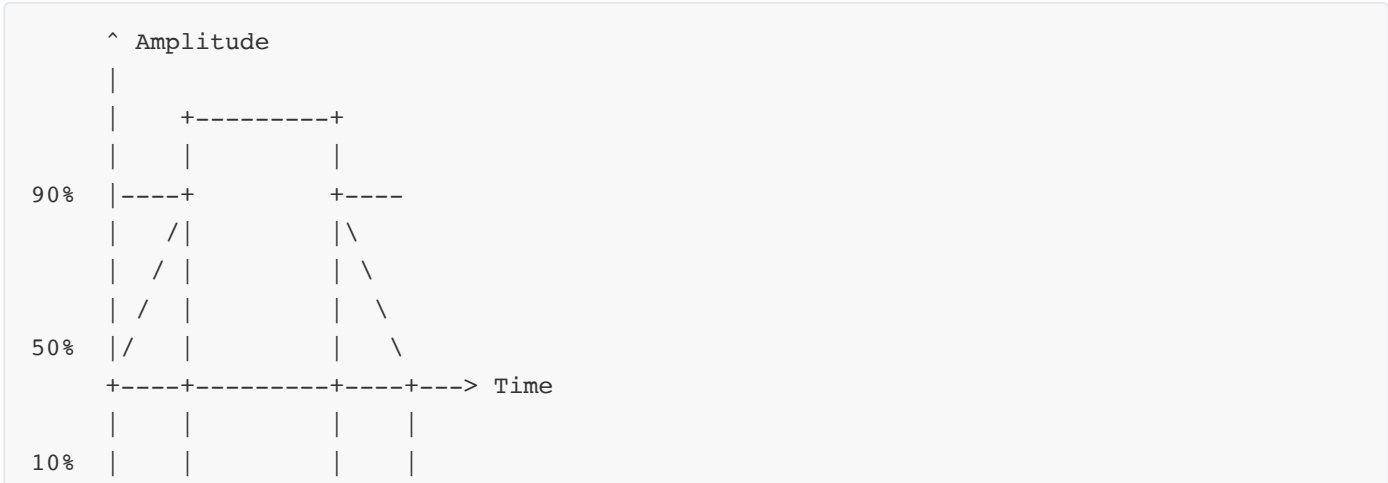 ^ Amplitude
     |
     |    +---------+
     |    |         |
90%  |----+         +----
     |   /|         |\
     |  / |         | \
     | /  |         |  \
50%  |/   |         |   \
     +----+---------+----+---> Time
     |    |         |    |
10%  |    |         |    |